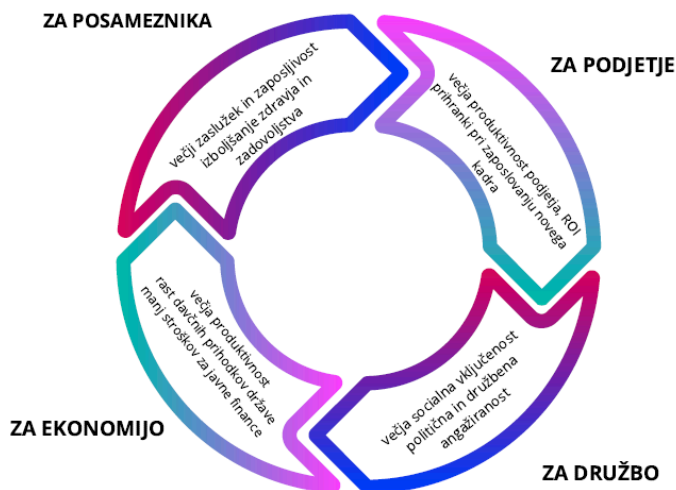 ZA POSAMEZNIKA
večji zaslužek in zaposljivost
izboljšanje zdravja in
zadovoljstva
ZA PODJETJE
večja produktivnost podjetja, ROI
prihranki pri zaposlovanju novega
kadra
ZA EKONOMIJO
večja produktivnost
rast davčnih prihodkov države
manj stroškov za javne finance
ZA DRUŽBO
večja socialna vključenost
politična in družbena
angažiranost